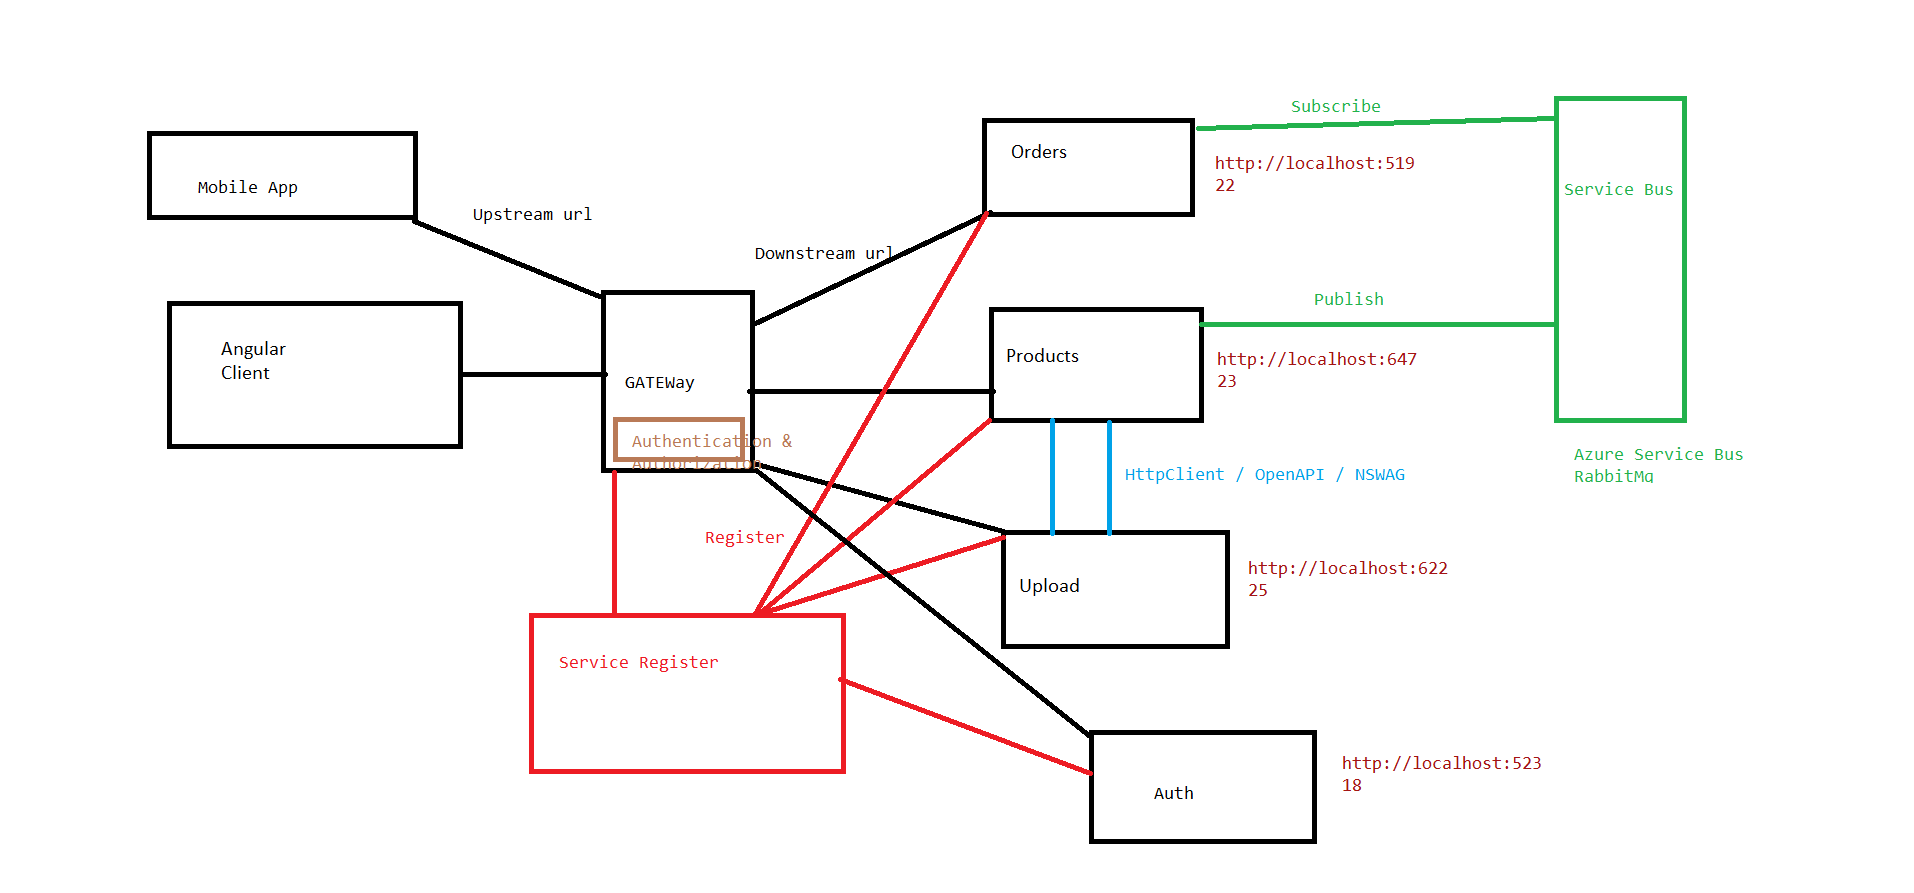 Subscribe
Orders
http://localhost:519
22
Mobile App
Service Bus
Upstream url
Downstream url
Publish
Angular
Client
Products
http://localhost:647
23
GATEWay
Authentication &
Authorization
HttpClient / OpenAPI / NSWAG
Azure Service Bus
RabbitMq
Register
http://localhost:622
25
Upload
Service Register
http://localhost:523
18
Auth